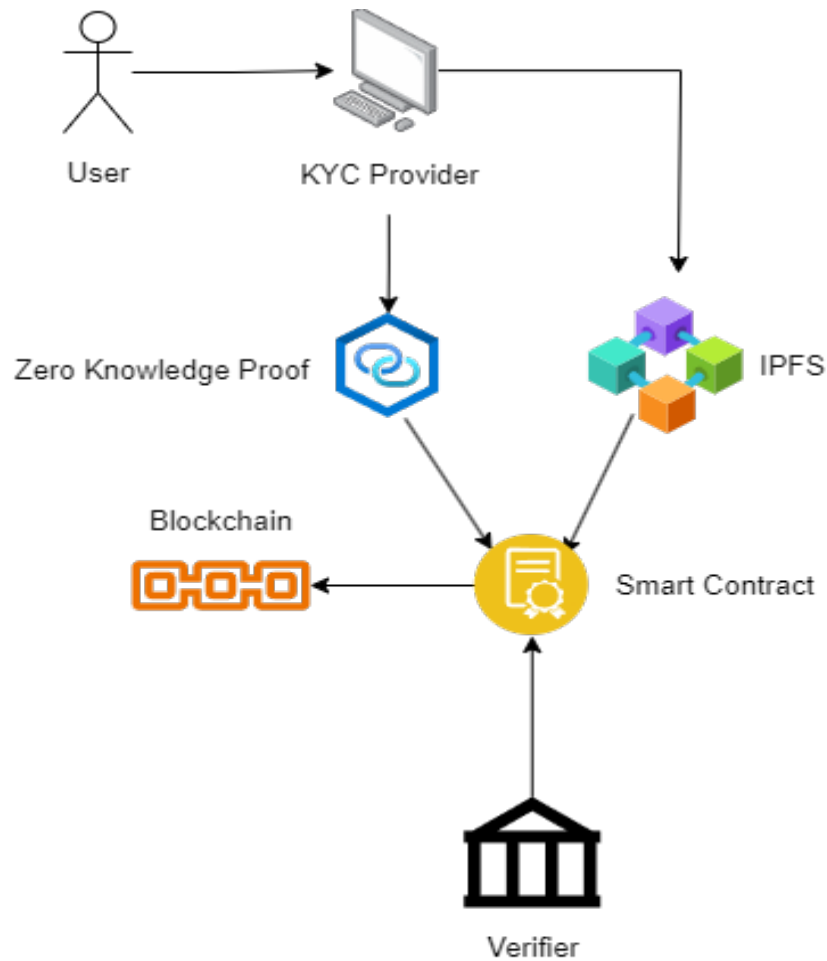 User
KYC Provider
Zero Knowledge Proof
IPFS
Blockchain
Smart Contract
Verifier